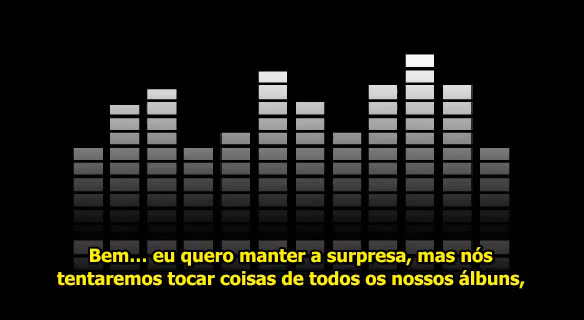 Bem... eu quero manter a surpresa, mas nós
tentaremos tocar coisas de todos os nossos álbuns,